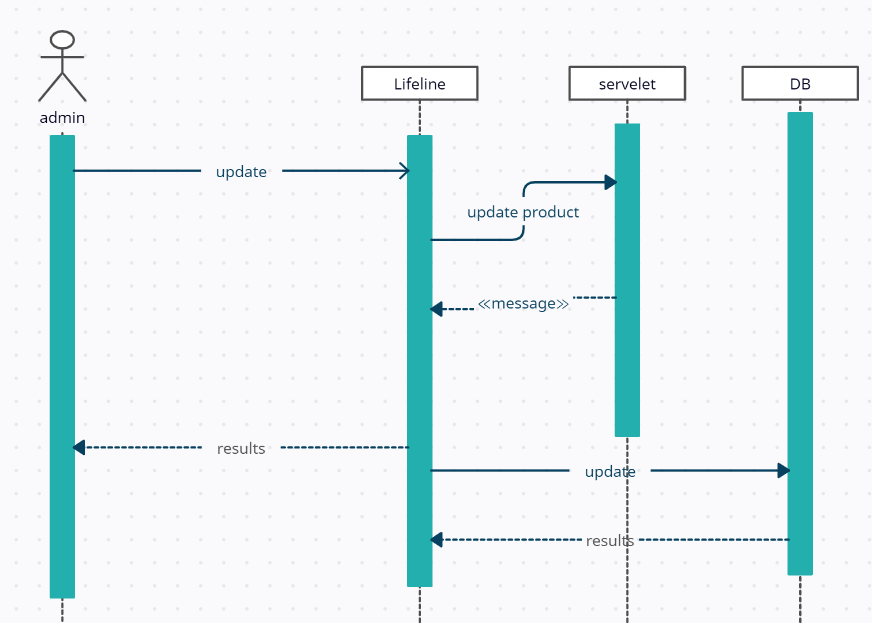 admin
Lifeline
servelet
DB
update
update product
<<message>>
results
update
results